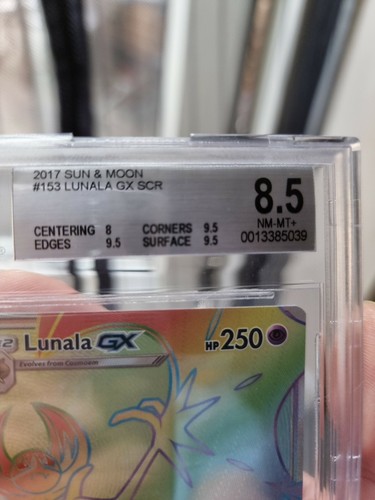 2017 SUN & MOON
#153 LUNALA GX SCR
8.5
NM-MT+
0013385039
CENTERING 8 CORNERS 9.5
EDGES 9.5 SURFACE 9.5
2 Lunala GX HP 250
Evolves from Cosmoem